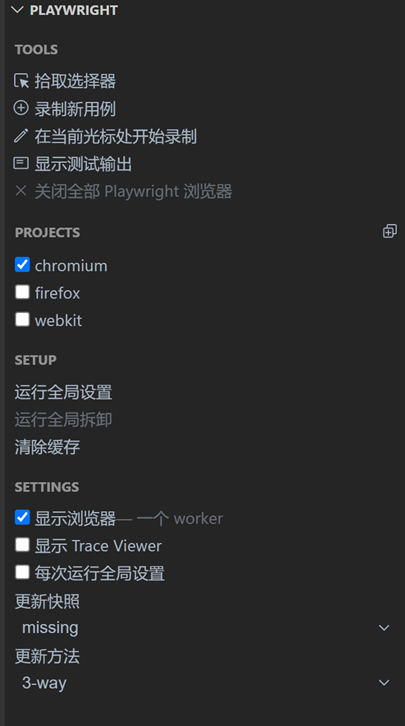 PLAYWRIGHT
TOOLS
拾取选择器
录制新用例
在当前光标处开始录制
显示测试输出
关闭全部 Playwright 浏览器
PROJECTS
chromium
firefox
webkit
SETUP
运行全局设置
运行全局拆卸
清除缓存
SETTINGS
显示浏览器— 一个 worker
显示 Trace Viewer
每次运行全局设置
更新快照
missing
更新方法
3-way